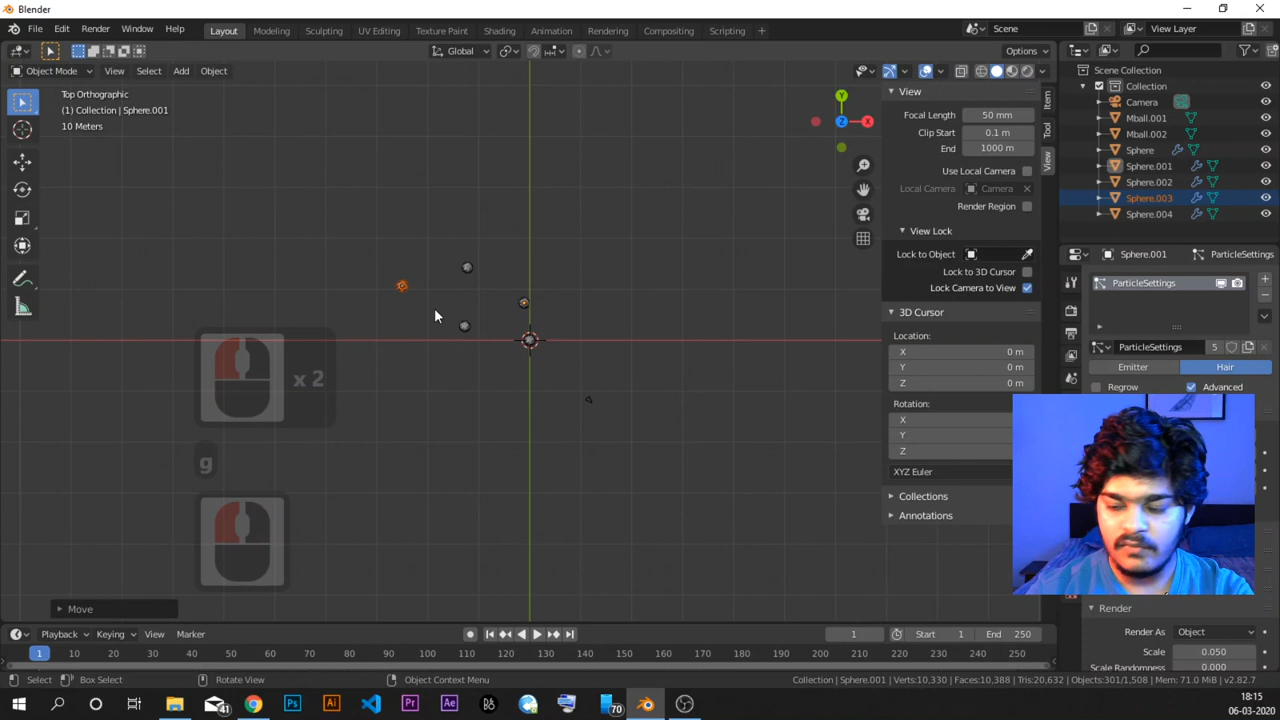 Blender
File Edit Render Window Help
Layout Modeling Sculpting UV Editing Texture Paint Shading Animation Rendering Compositing Scripting +
Scene
View Layer
Global
Options
Object Mode View Select Add Object
Top Orthographic
(1) Collection | Sphere.001
10 Meters
Y
X
Z
Item
Tool
View
View
Focal Length 50 mm
Clip Start 0.1 m
End 1000 m
Use Local Camera
Local Camera Camera
Render Region
View Lock
Lock to Object
Lock to 3D Cursor
Lock Camera to View
3D Cursor
Location:
X 0 m
Y 0 m
Z 0 m
Rotation:
X
Y
Z
XYZ Euler
Collections
Annotations
Scene Collection
Collection
Camera
Mball.001
Mball.002
Sphere
Sphere.001
Sphere.002
Sphere.003
Sphere.004
Sphere.001 ParticleSettings
ParticleSettings
ParticleSettings 5
Emitter Hair
Regrow Advanced
Render
Render As Object
Scale 0.050
Scale Randomness 0.000
x 2
g
Move
Playback Keying View Marker
1 Start 1 End 250
1 10 20 30 40 50 60 70 80 90 100 110 120 130 140 150 160 170 180 190 200 210 220 230 240 250
Select Box Select Rotate View Object Context Menu
Collection | Sphere.001 | Verts:10,330 | Faces:10,388 | Tris:20,632 | Objects:301/1,508 | Mem: 71.0 MiB | v2.82.7
41 Ps Ai Pr Ae 70
18:15
06-03-2020